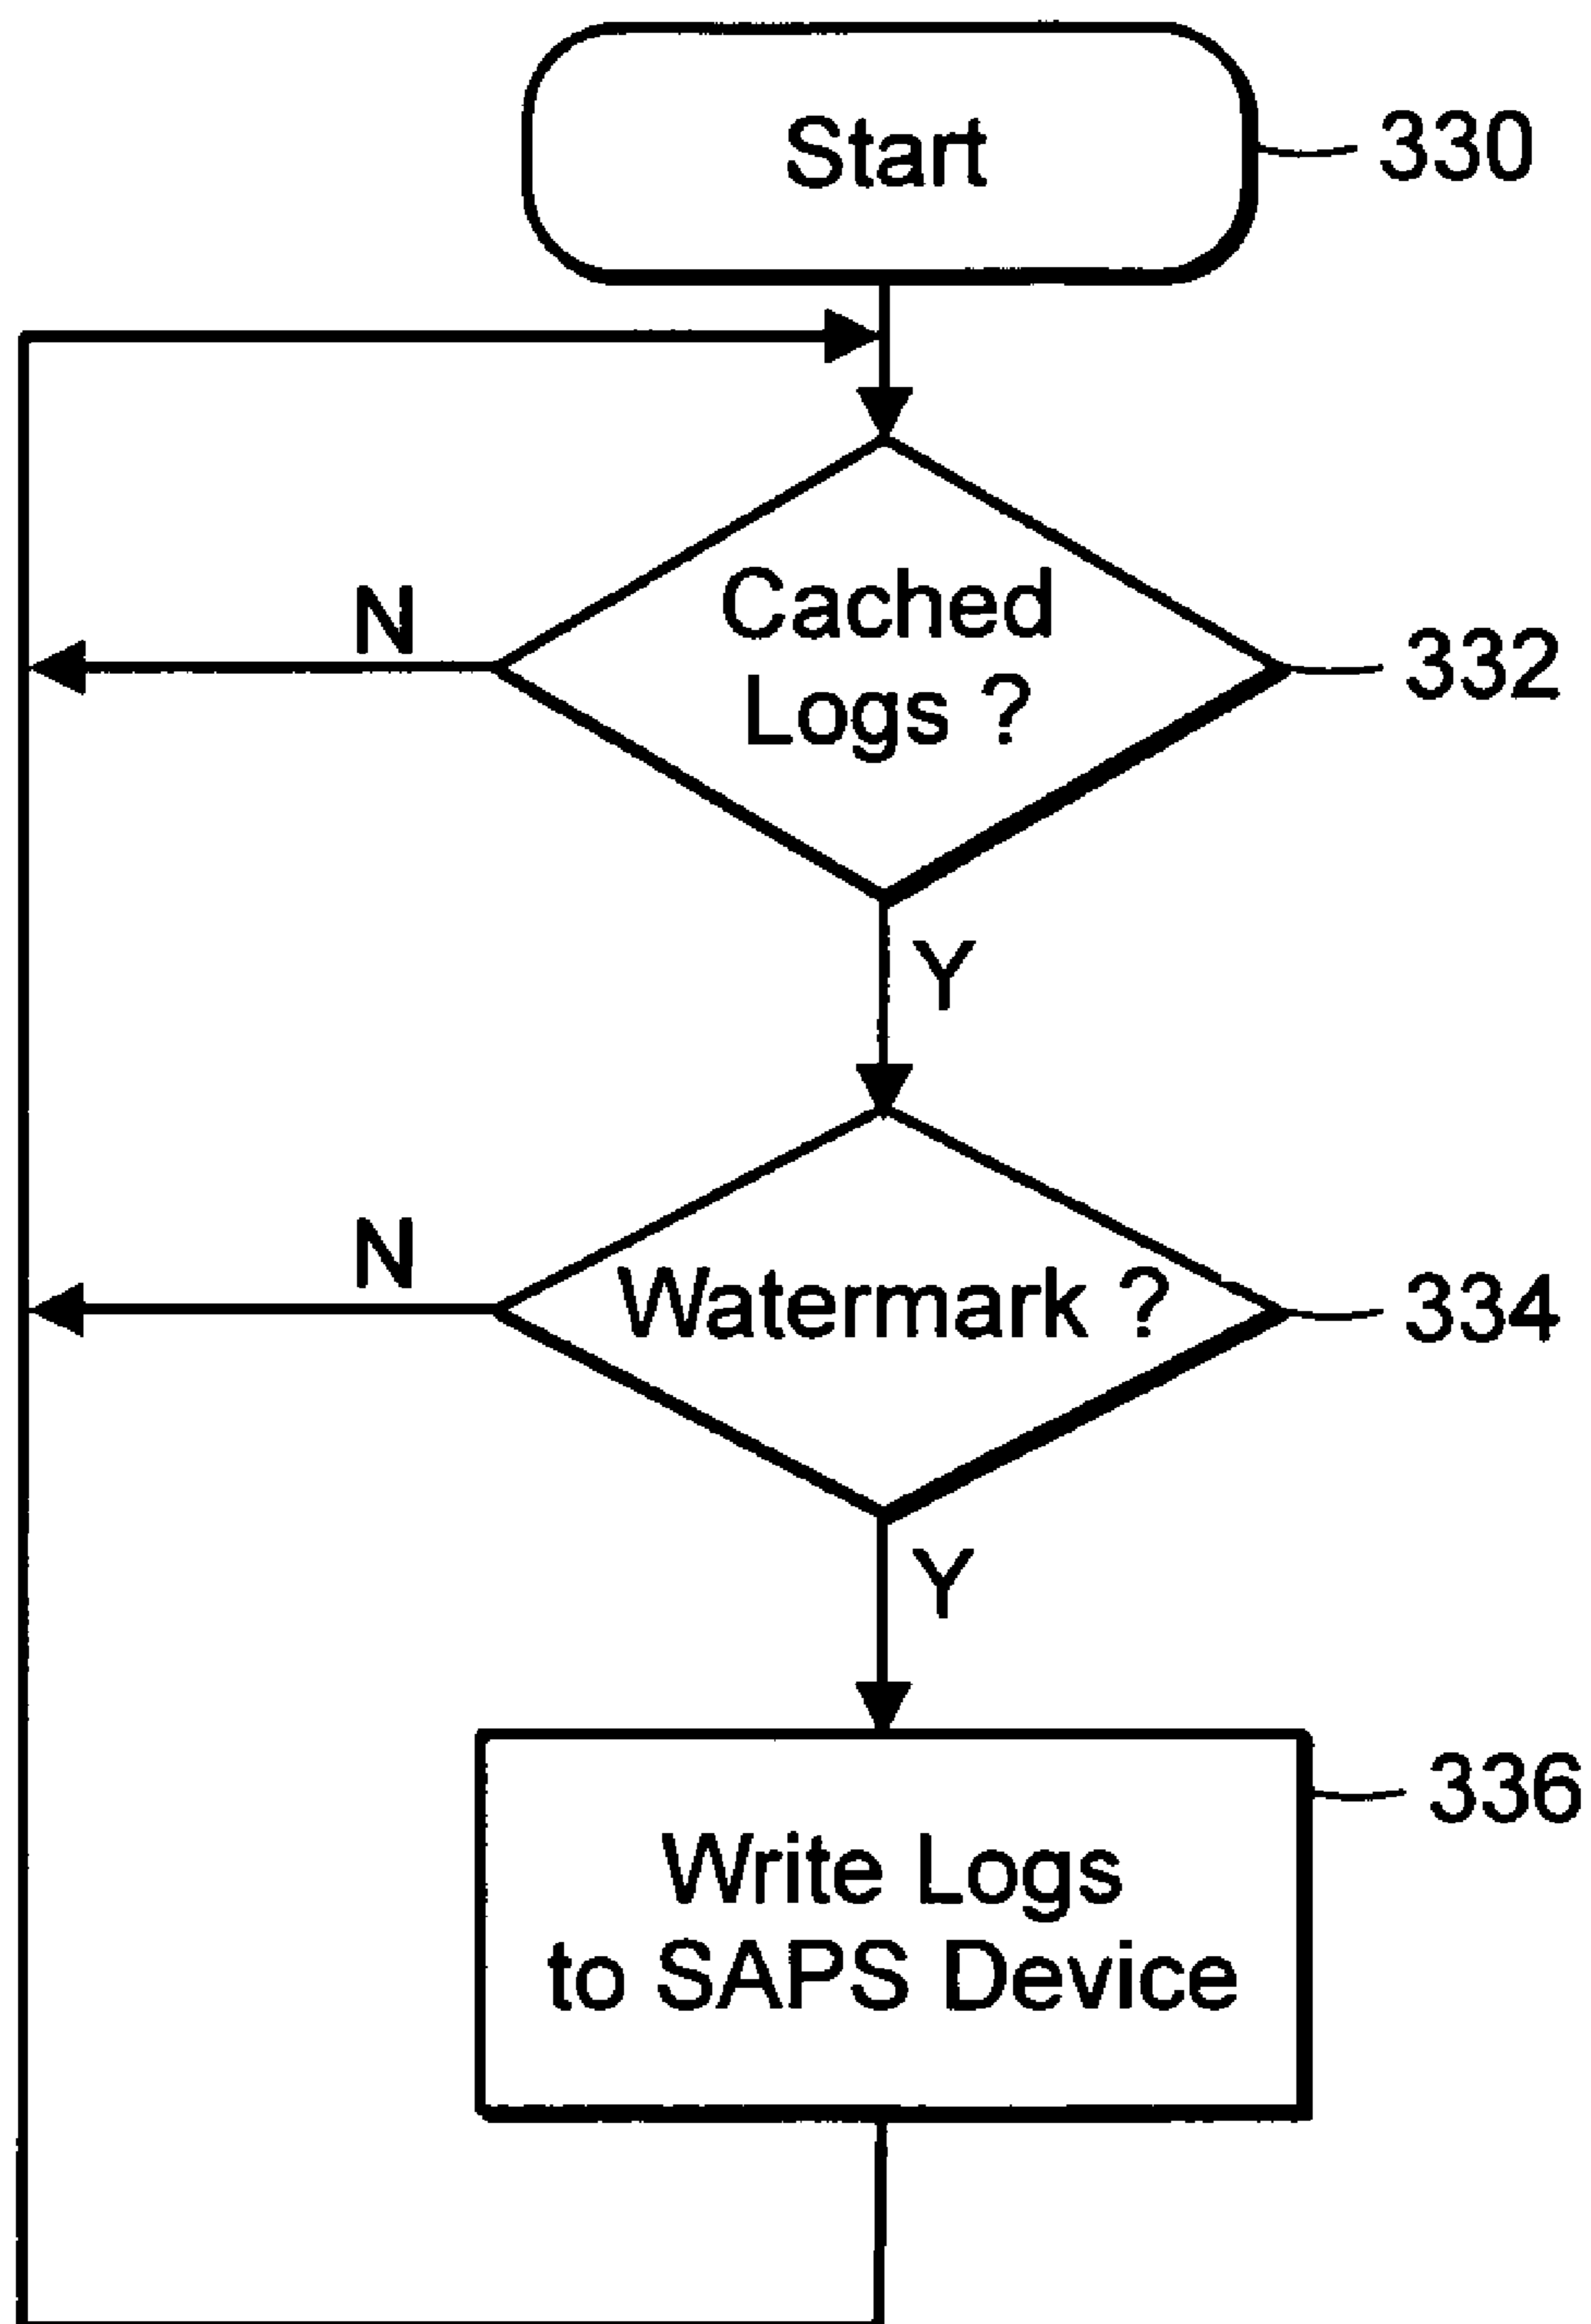 Start
330
Cached
Logs ?
332
N
Y
Watermark ?
334
N
Y
336
Write Logs
to SAPS Device